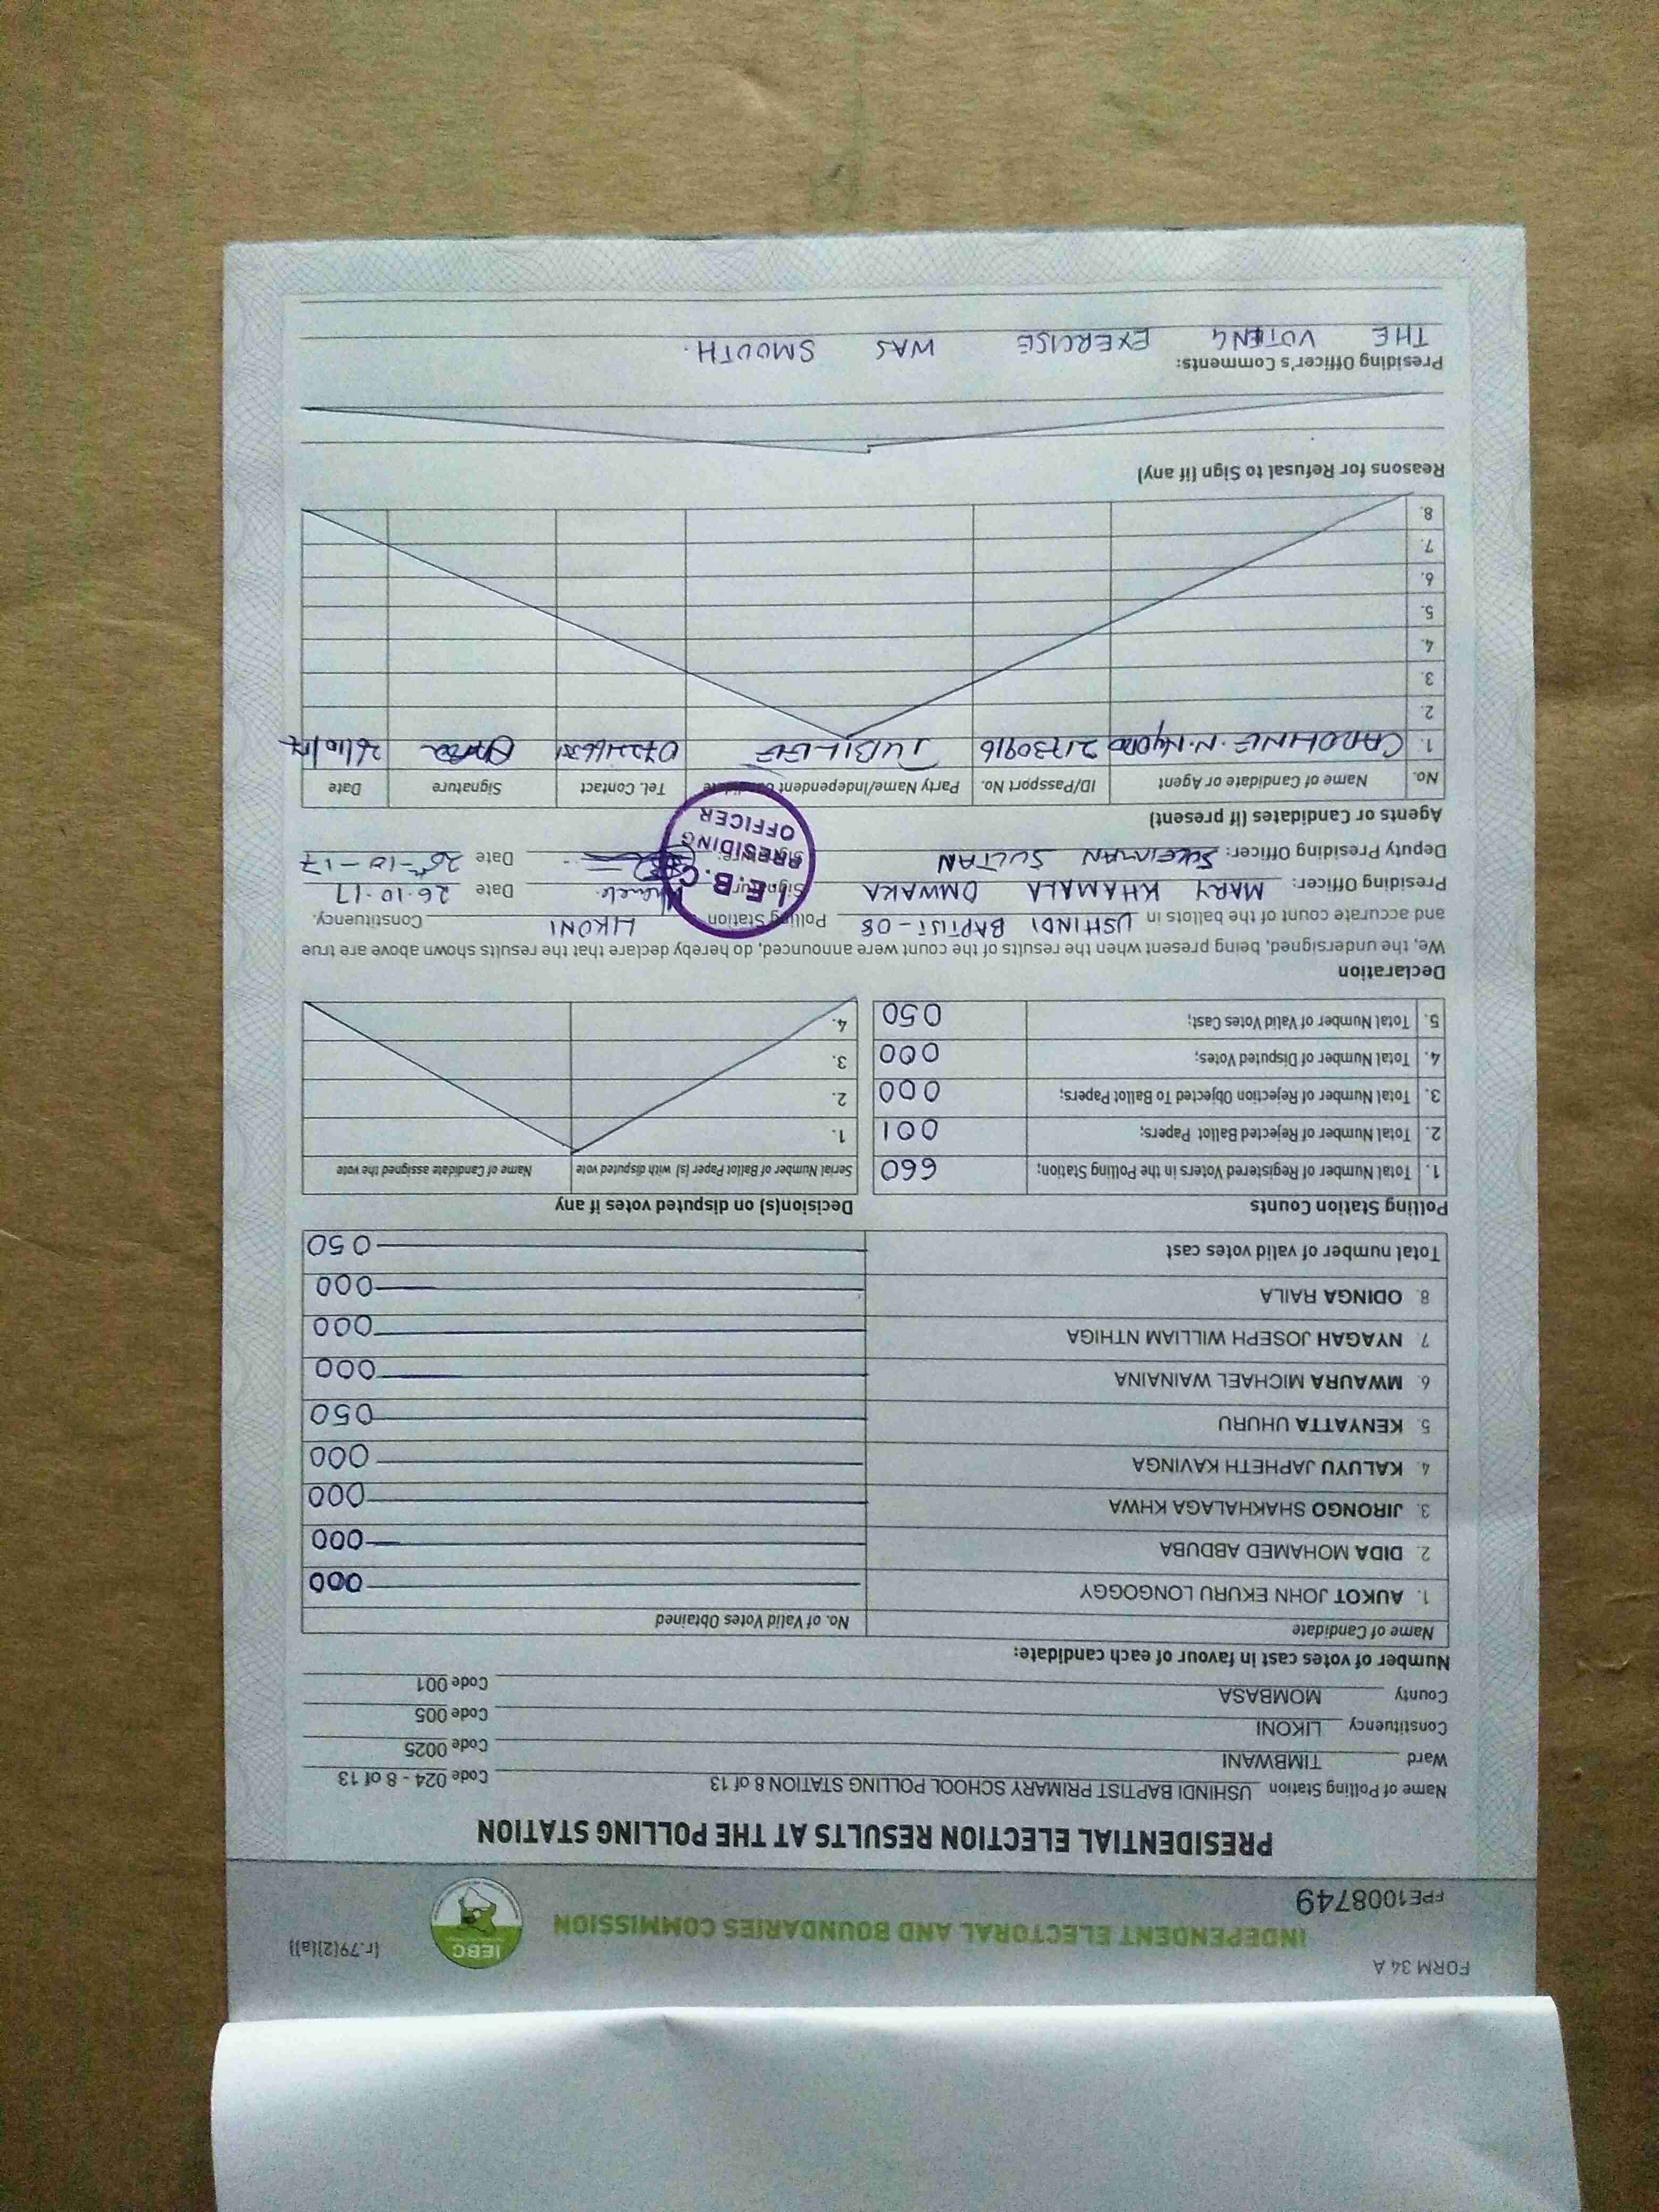 FORM 34 A
(r.79(2)(a))
INDEPENDENT ELECTORAL AND BOUNDARIES COMMISSION
IEBC
FPE1008749
PRESIDENTIAL ELECTION RESULTS AT THE POLLING STATION
Name of Polling Station USHINDI BAPTIST PRIMARY SCHOOL POLLING STATION 8 of 13 Code 024 - 8 of 13
Ward TIMBWANI Code 0025
Constituency LIKONI Code 005
County MOMBASA Code 001
Number of votes cast in favour of each candidate:
Name of Candidate No. of Valid Votes Obtained
1. AUKOT JOHN EKURU LONGOGGY 000
2. DIDA MOHAMED ABDUBA 000
3. JIRONGO SHAKHALAGA KHWA 000
4. KALUYU JAPHETH KAVINGA 000
5. KENYATTA UHURU 050
6. MWAURA MICHAEL WAINAINA 000
7 NYAGAH JOSEPH WILLIAM NTHIGA 000
8 ODINGA RAILA 000
Total number of valid votes cast 050
Polling Station Counts
1. Total Number of Registered Voters in the Polling Station; 660
2. Total Number of Rejected Ballot Papers; 001
3. Total Number of Rejection Objected To Ballot Papers; 000
4. Total Number of Disputed Votes; 000
5. Total Number of Valid Votes Cast; 050
Decision(s) on disputed votes if any
Serial Number of Ballot Paper (s) with disputed vote Name of Candidate assigned the vote
1.
2.
3.
4.
Declaration
We, the undersigned, being present when the results of the count were announced, do hereby declare that the results shown above are true
and accurate count of the ballots in USHINDI BAPTIST-08 Polling Station LIKONI Constituency.
Presiding Officer: MARY KHAMALA OMWAKA Signature: Date 26.10.17
Deputy Presiding Officer: SULEIMAN SULTAN Signature: Date 26-10-17
I.E.B.C
PRESIDING
OFFICER
Agents or Candidates (if present)
No. Name of Candidate or Agent ID/Passport No. Party Name/Independent Candidate Tel. Contact Signature Date
1. CAROLINE.N. 21730916 JUBILEE 26/10/17
2.
3
4.
5
6.
7.
8.
Reasons for Refusal to Sign (if any)
Presiding Officer's Comments:
THE VOTING EXERCISE WAS SMOOTH.